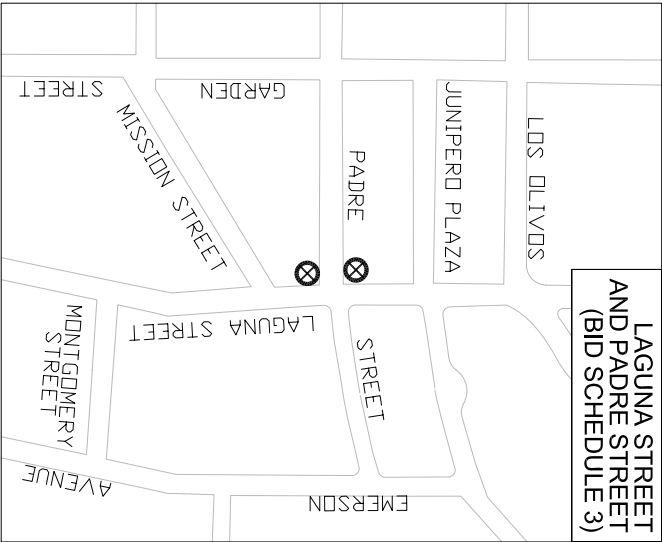 LAGUNA STREET
AND PADRE STREET
(BID SCHEDULE 3)
LOS OLIVOS
JUNIPERO PLAZA
PADRE
STREET
GARDEN
STREET
MISSION STREET
LAGUNA STREET
MONTGOMERY
STREET
EMERSON
AVENUE